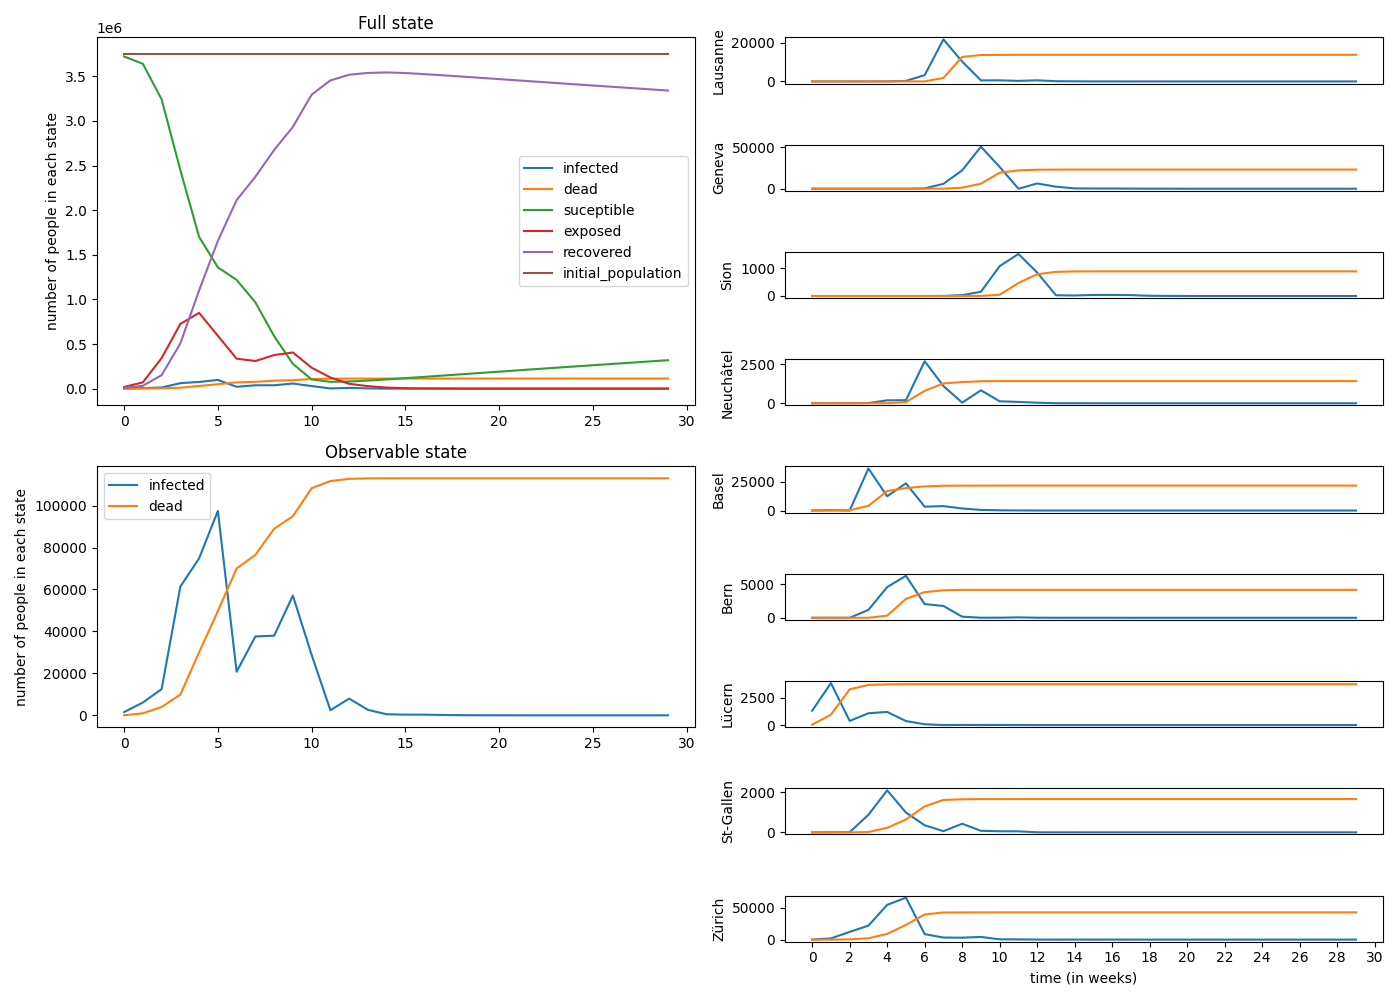 Full state
1e6
number of people in each state
3.5
3.0
2.5
2.0
1.5
1.0
0.5
0.0
infected
dead
suceptible
exposed
recovered
initial_population
0 5 10 15 20 25 30
Observable state
number of people in each state
100000
80000
60000
40000
20000
0
infected
dead
0 5 10 15 20 25 30
Lausanne
20000
0
Geneva
50000
0
Sion
1000
0
Neuchâtel
2500
0
Basel
25000
0
Bern
5000
0
Lücern
2500
0
St-Gallen
2000
0
Zürich
50000
0
0 2 4 6 8 10 12 14 16 18 20 22 24 26 28 30
time (in weeks)